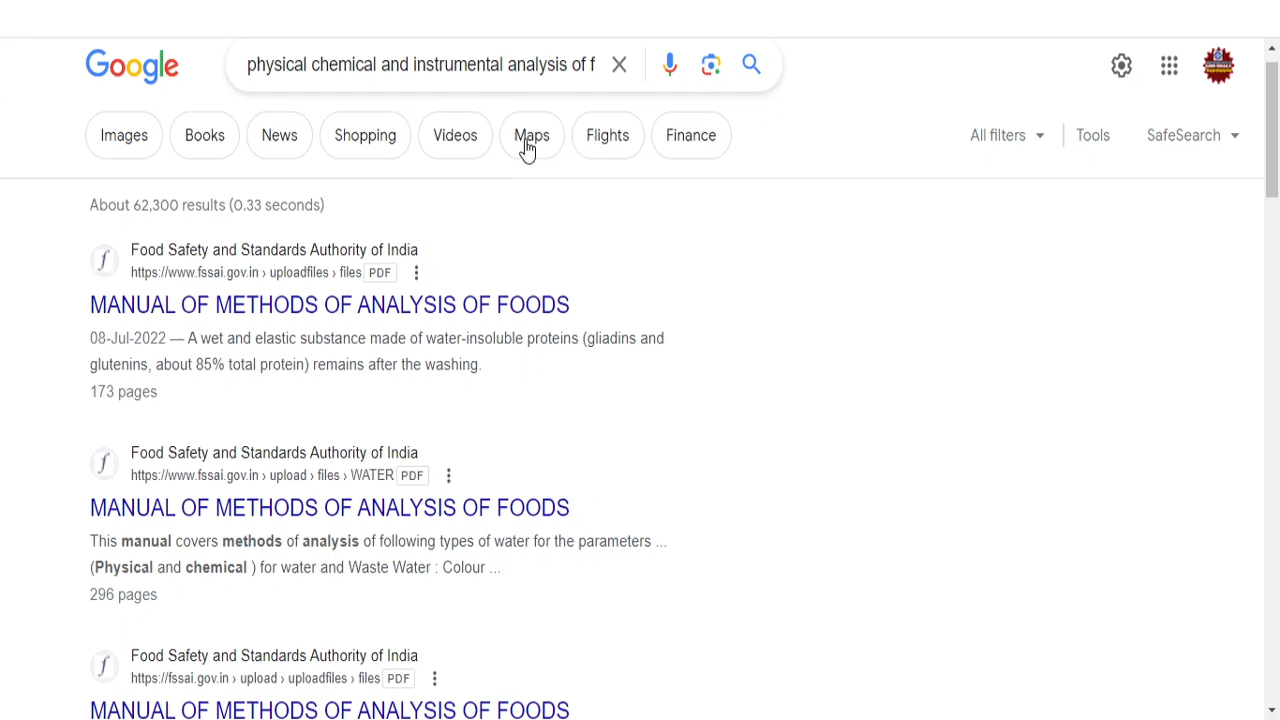 Google
physical chemical and instrumental analysis of f
Images Books News Shopping Videos Maps Flights Finance All filters Tools SafeSearch
About 62,300 results (0.33 seconds)
f
Food Safety and Standards Authority of India
https://www.fssai.gov.in › uploadfiles › files PDF
MANUAL OF METHODS OF ANALYSIS OF FOODS
08-Jul-2022 — A wet and elastic substance made of water-insoluble proteins (gliadins and
glutenins, about 85% total protein) remains after the washing.
173 pages
f
Food Safety and Standards Authority of India
https://www.fssai.gov.in › upload › files › WATER PDF
MANUAL OF METHODS OF ANALYSIS OF FOODS
This manual covers methods of analysis of following types of water for the parameters ...
(Physical and chemical ) for water and Waste Water : Colour ...
296 pages
f
Food Safety and Standards Authority of India
https://fssai.gov.in › upload › uploadfiles › files PDF
MANUAL OF METHODS OF ANALYSIS OF FOODS